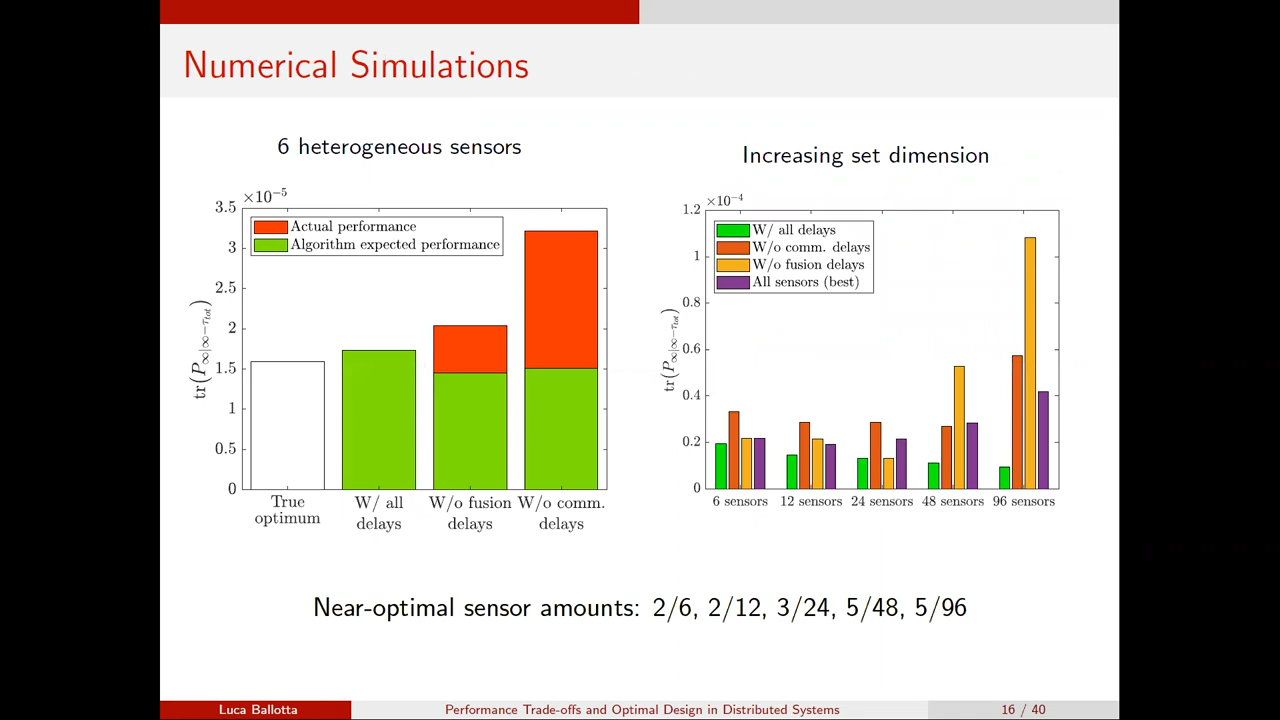 Numerical Simulations
6 heterogeneous sensors
×10−5
3.5
3
2.5
2
1.5
1
0.5
0
tr(P∞|∞−τtot)
Actual performance
Algorithm expected performance
True
optimum
W/ all
delays
W/o fusion
delays
W/o comm.
delays
Increasing set dimension
×10−4
1.2
1
0.8
0.6
0.4
0.2
0
tr(P∞|∞−τtot)
W/ all delays
W/o comm. delays
W/o fusion delays
All sensors (best)
6 sensors
12 sensors
24 sensors
48 sensors
96 sensors
Near-optimal sensor amounts: 2/6, 2/12, 3/24, 5/48, 5/96
Luca Ballotta
Performance Trade-offs and Optimal Design in Distributed Systems
16 / 40